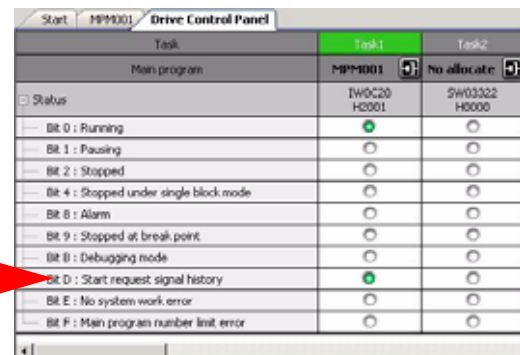 Start MPM001 Drive Control Panel
Task Task1 Task2
Main program MPM001 No allocate
Status IW0C20 SW03322
H2001 H0000
Bit 0 : Running
Bit 1 : Pausing
Bit 2 : Stopped
Bit 4 : Stopped under single block mode
Bit 8 : Alarm
Bit 9 : Stopped at break point
Bit B : Debugging mode
Bit D : Start request signal history
Bit E : No system work error
Bit F : Main program number limit error